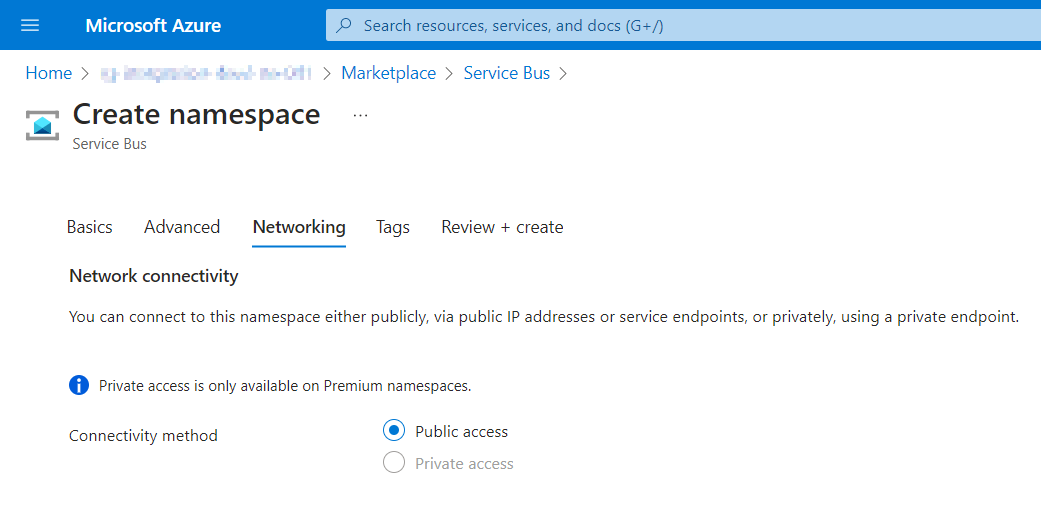 Microsoft Azure
Search resources, services, and docs (G+/)
Home > > Marketplace > Service Bus >
Create namespace ...
Service Bus
Basics Advanced Networking Tags Review + create
Network connectivity
You can connect to this namespace either publicly, via public IP addresses or service endpoints, or privately, using a private endpoint.
Private access is only available on Premium namespaces.
Connectivity method
Public access
Private access